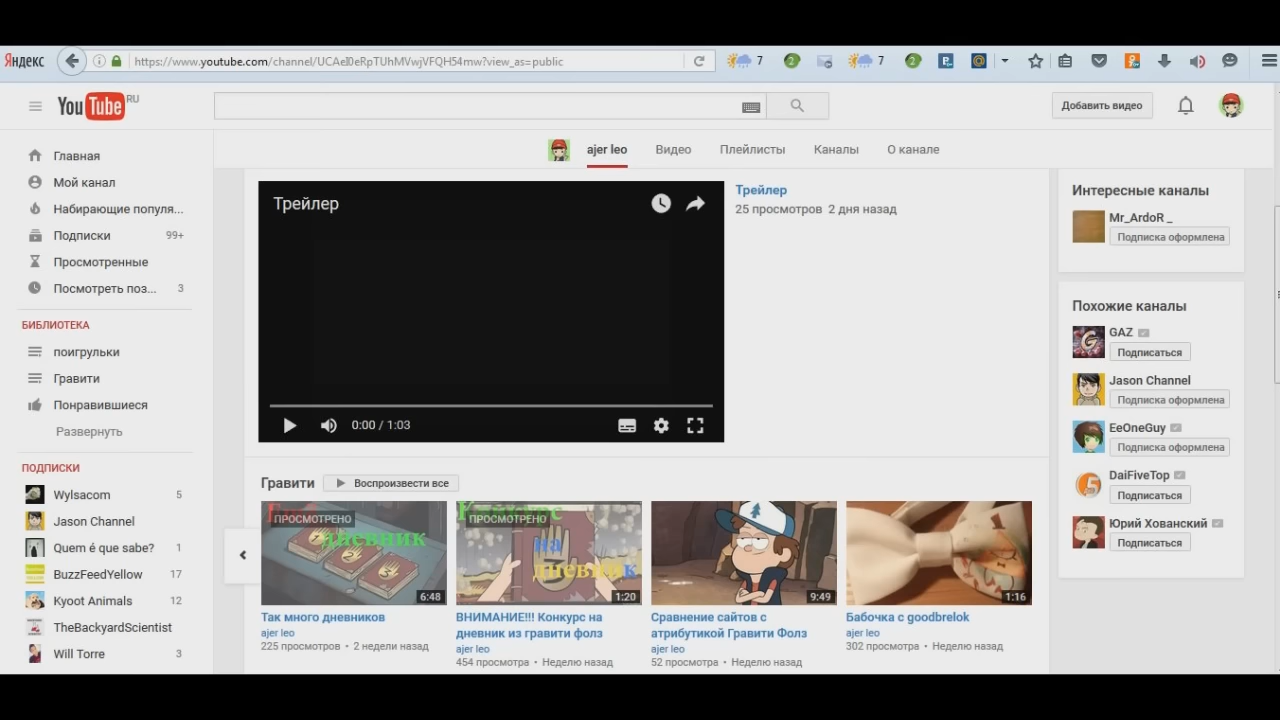 Яндекс
https://www.youtube.com/channel/UCAeI0eRpTUhMVwjVFQH54mw?view_as=public
7
2
7
2
YouTube RU
Добавить видео
ajer leo
Видео
Плейлисты
Каналы
О канале
Главная
Мой канал
Набирающие популя...
Подписки 99+
Просмотренные
Посмотреть поз... 3
БИБЛИОТЕКА
поигрульки
Гравити
Понравившиеся
Развернуть
ПОДПИСКИ
Wylsacom 5
Jason Channel
Quem é que sabe? 1
BuzzFeedYellow 17
Kyoot Animals 12
TheBackyardScientist
Will Torre 3
Трейлер
0:00 / 1:03
Трейлер
25 просмотров 2 дня назад
Гравити
Воспроизвести все
ПРОСМОТРЕНО
дневник
6:48
Так много дневников
ajer leo
225 просмотров • 2 недели назад
Конкурс
ПРОСМОТРЕНО
на
дневник
1:20
ВНИМАНИЕ!!! Конкурс на
дневник из гравити фолз
ajer leo
454 просмотра • Неделю назад
9:49
Сравнение сайтов с
атрибутикой Гравити Фолз
ajer leo
52 просмотра • Неделю назад
1:16
Бабочка с goodbrelok
ajer leo
302 просмотра • Неделю назад
Интересные каналы
Mr_ArdoR _
Подписка оформлена
Похожие каналы
GAZ
Подписаться
Jason Channel
Подписка оформлена
EeOneGuy
Подписка оформлена
DaiFiveTop
Подписаться
Юрий Хованский
Подписаться